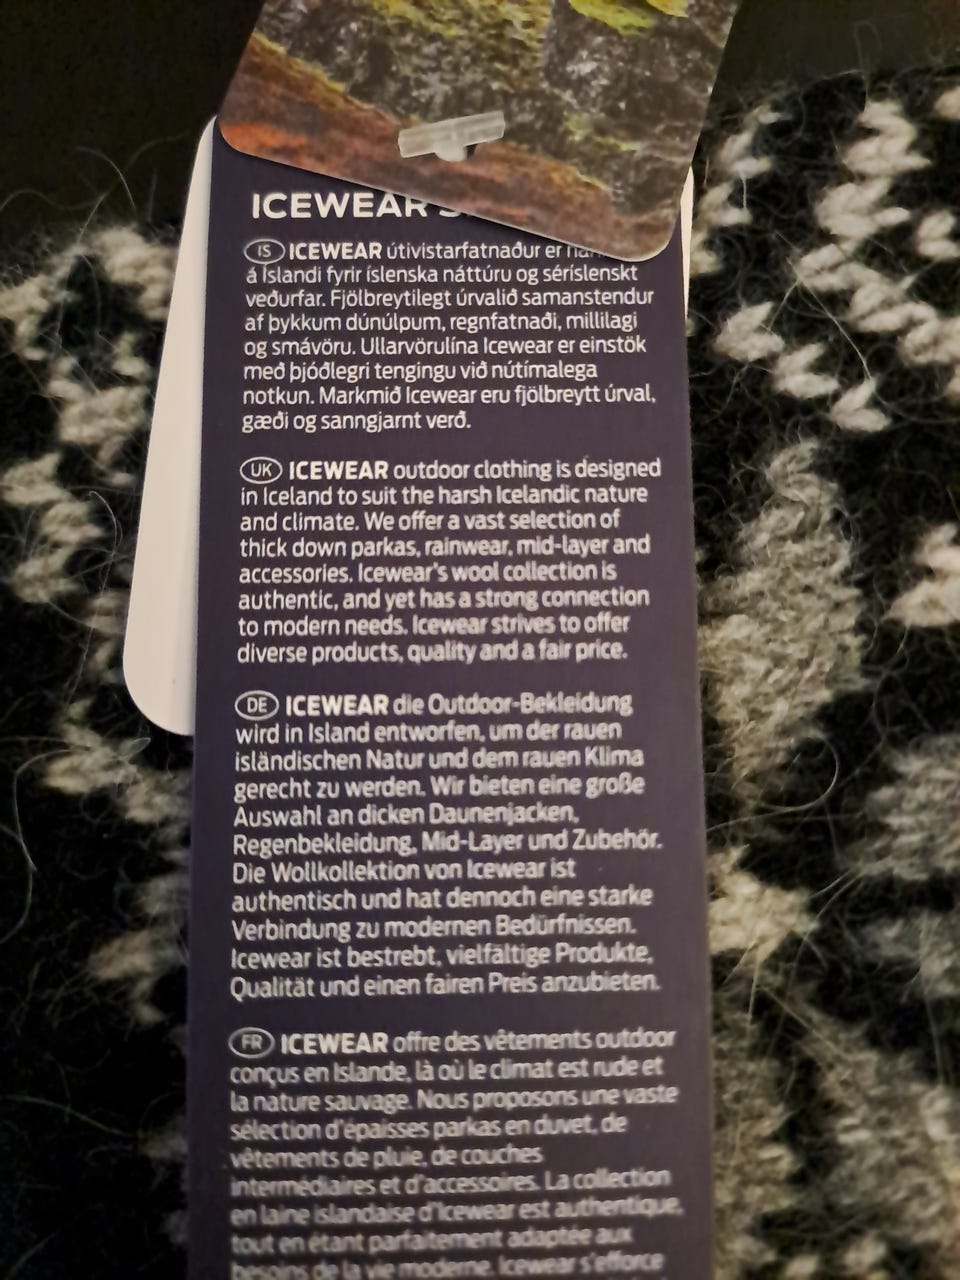 ICEWEAR
IS ICEWEAR útivistarfatnaður er
á Íslandi fyrir íslenska náttúru og séríslenskt
veðurfar. Fjölbreytilegt úrvalið samanstendur
af þykkum dúnúlpum, regnfatnaði, millilagi
og smávöru. Ullarvörulína Icewear er einstök
með þjóðlegri tengingu við nútímalega
notkun. Markmið Icewear eru fjölbreytt úrval,
gæði og sanngjarnt verð.
UK ICEWEAR outdoor clothing is designed
in Iceland to suit the harsh Icelandic nature
and climate. We offer a vast selection of
thick down parkas, rainwear, mid-layer and
accessories. Icewear's wool collection is
authentic, and yet has a strong connection
to modern needs. Icewear strives to offer
diverse products, quality and a fair price.
DE ICEWEAR die Outdoor-Bekleidung
wird in Island entworfen, um der rauen
isländischen Natur und dem rauen Klima
gerecht zu werden. Wir bieten eine große
Auswahl an dicken Daunenjacken,
Regenbekleidung, Mid-Layer und Zubehör.
Die Wollkollektion von Icewear ist
authentisch und hat dennoch eine starke
Verbindung zu modernen Bedürfnissen.
Icewear ist bestrebt, vielfältige Produkte,
Qualität und einen fairen Preis anzubieten.
FR ICEWEAR offre des vêtements outdoor
conçus en Islande, là où le climat est rude et
la nature sauvage. Nous proposons une vaste
sélection d'épaisses parkas en duvet, de
vêtements de pluie, de couches
intermédiaires et d'accessoires. La collection
en laine islandaise d'Icewear est authentique,
tout en étant parfaitement adaptée aux
besoins de la vie moderne. Icewear s'efforce